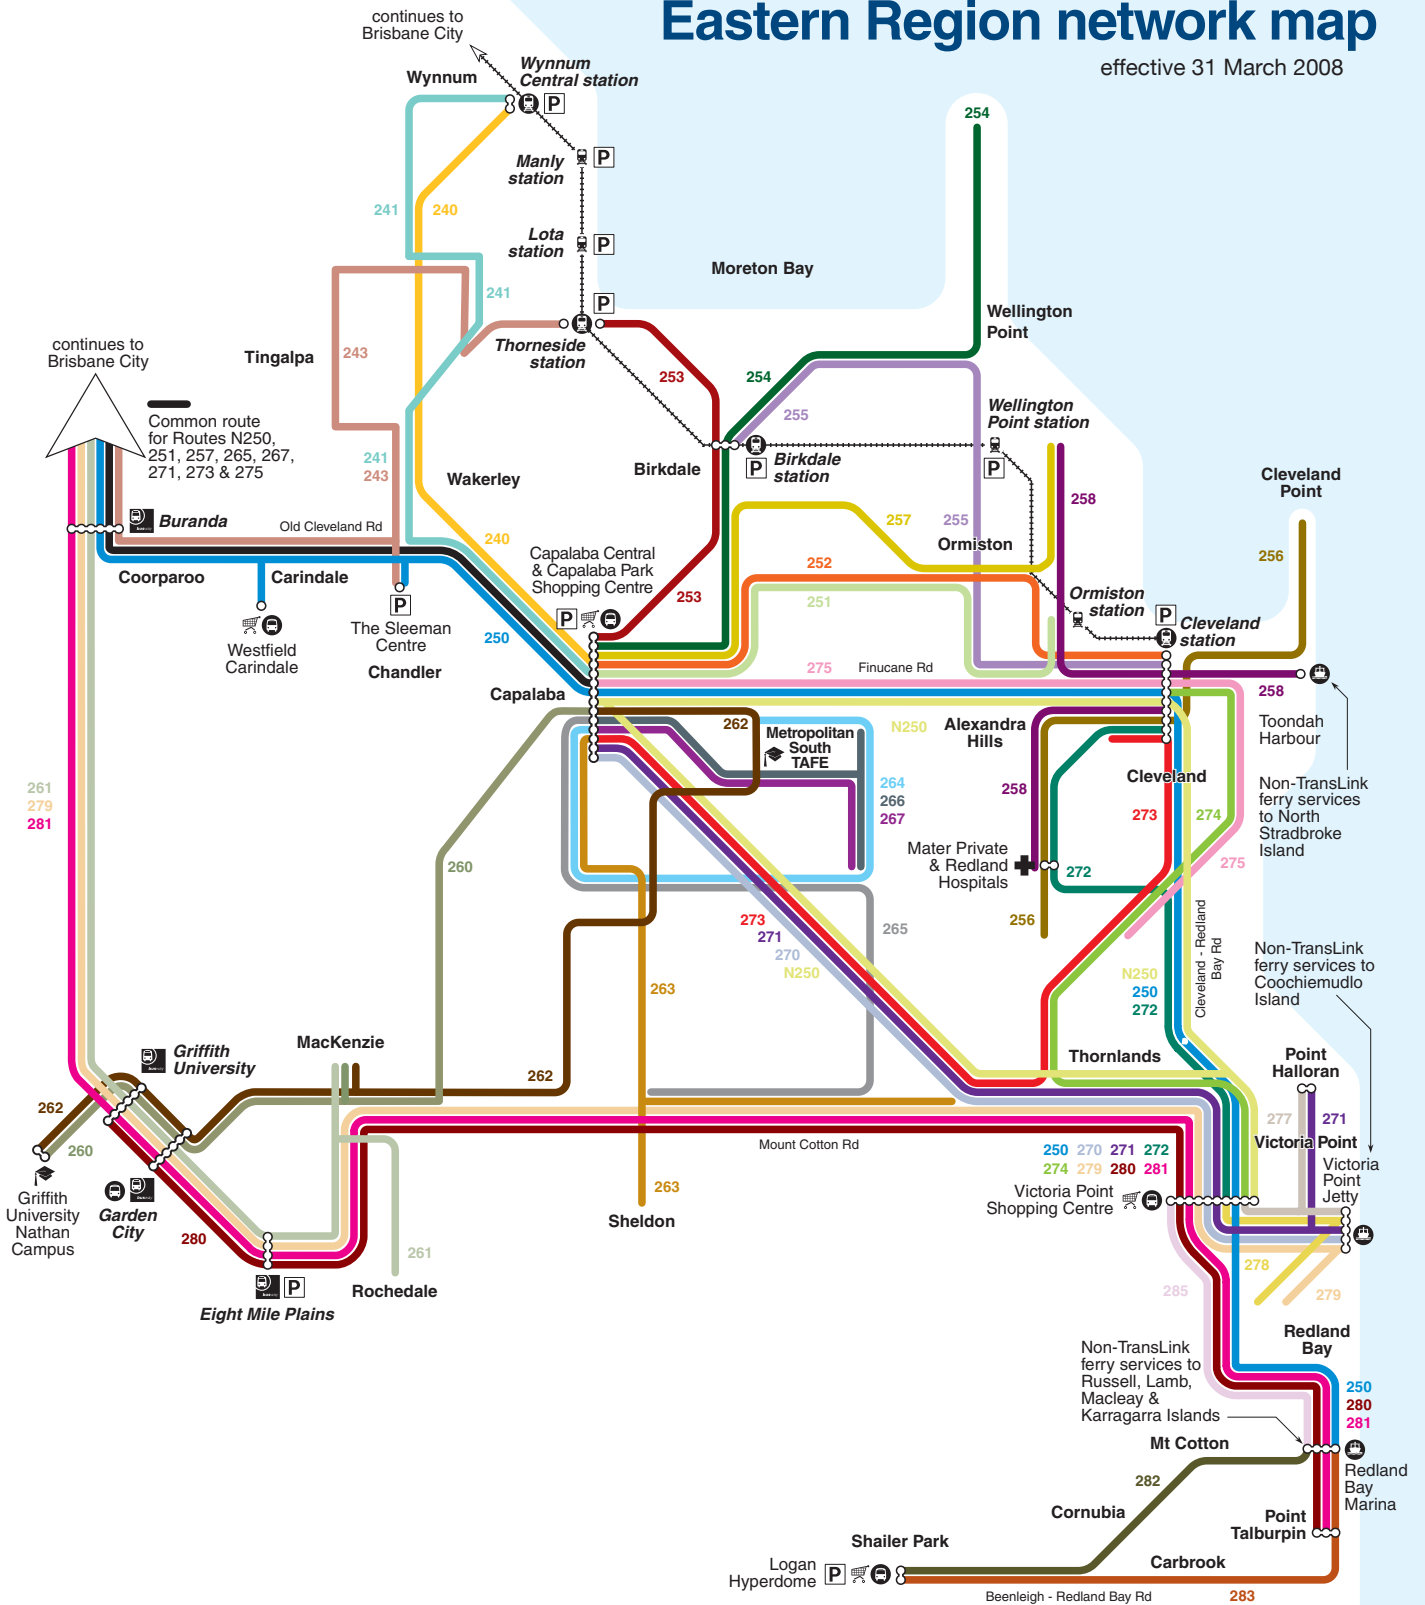 Eastern Region network map
effective 31 March 2008
continues to
Brisbane City
Wynnum
Wynnum
Central station
P
254
Manly
station
P
241
240
Lota
station
P
Moreton Bay
241
P
Wellington
Point
Thorneside
station
continues to
Brisbane City
Tingalpa
243
253
254
255
Common route
for Routes N250,
251, 257, 265, 267,
271, 273 & 275
Wellington
Point station
241
243
Wakerley
Birkdale
P
Birkdale
station
P
Cleveland
Point
258
Buranda
Old Cleveland Rd
240
257
255
Ormiston
256
Capalaba Central
& Capalaba Park
Shopping Centre
252
Coorparoo
Carindale
253
251
Ormiston
station
P
P
P
Cleveland
station
Westfield
Carindale
The Sleeman
Centre
Chandler
250
275
Finucane Rd
Capalaba
258
262
N250
Alexandra
Hills
Toondah
Harbour
Metropolitan
South
TAFE
Cleveland
261
279
281
264
266
267
258
273
274
Non-TransLink
ferry services
to North
Stradbroke
Island
260
Mater Private
& Redland
Hospitals
272
275
273
271
270
N250
265
256
Cleveland - Redland
Bay Rd
Non-TransLink
ferry services to
Coochiemudlo
Island
263
N250
250
272
MacKenzie
Griffith
University
Thornlands
Point
Halloran
262
262
277
271
260
Mount Cotton Rd
250 270 271 272
274 279 280 281
Victoria Point
Victoria
Point
Jetty
Griffith
University
Nathan
Campus
Garden
City
280
263
Sheldon
Victoria Point
Shopping Centre
261
278
P
Rochedale
285
279
Eight Mile Plains
Redland
Bay
Non-TransLink
ferry services to
Russell, Lamb,
Macleay &
Karragarra Islands
250
280
281
Mt Cotton
282
Redland
Bay
Marina
Cornubia
Point
Talburpin
Shailer Park
Logan
Hyperdome
P
Carbrook
Beenleigh - Redland Bay Rd
283